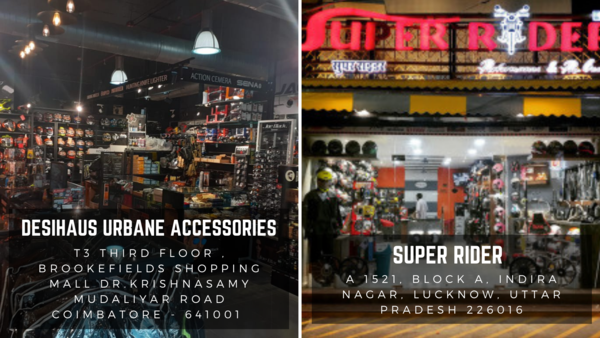 ACTION CEMERA
SENA
DESIHAUS URBANE ACCESSORIES
T3 THIRD FLOOR ,
BROOKEFIELDS SHOPPING
MALL DR.KRISHNASAMY
MUDALIYAR ROAD
COIMBATORE - 641001
SUPER RIDER
SUPER RIDER
A 1521, BLOCK A, INDIRA
NAGAR, LUCKNOW, UTTAR
PRADESH 226016